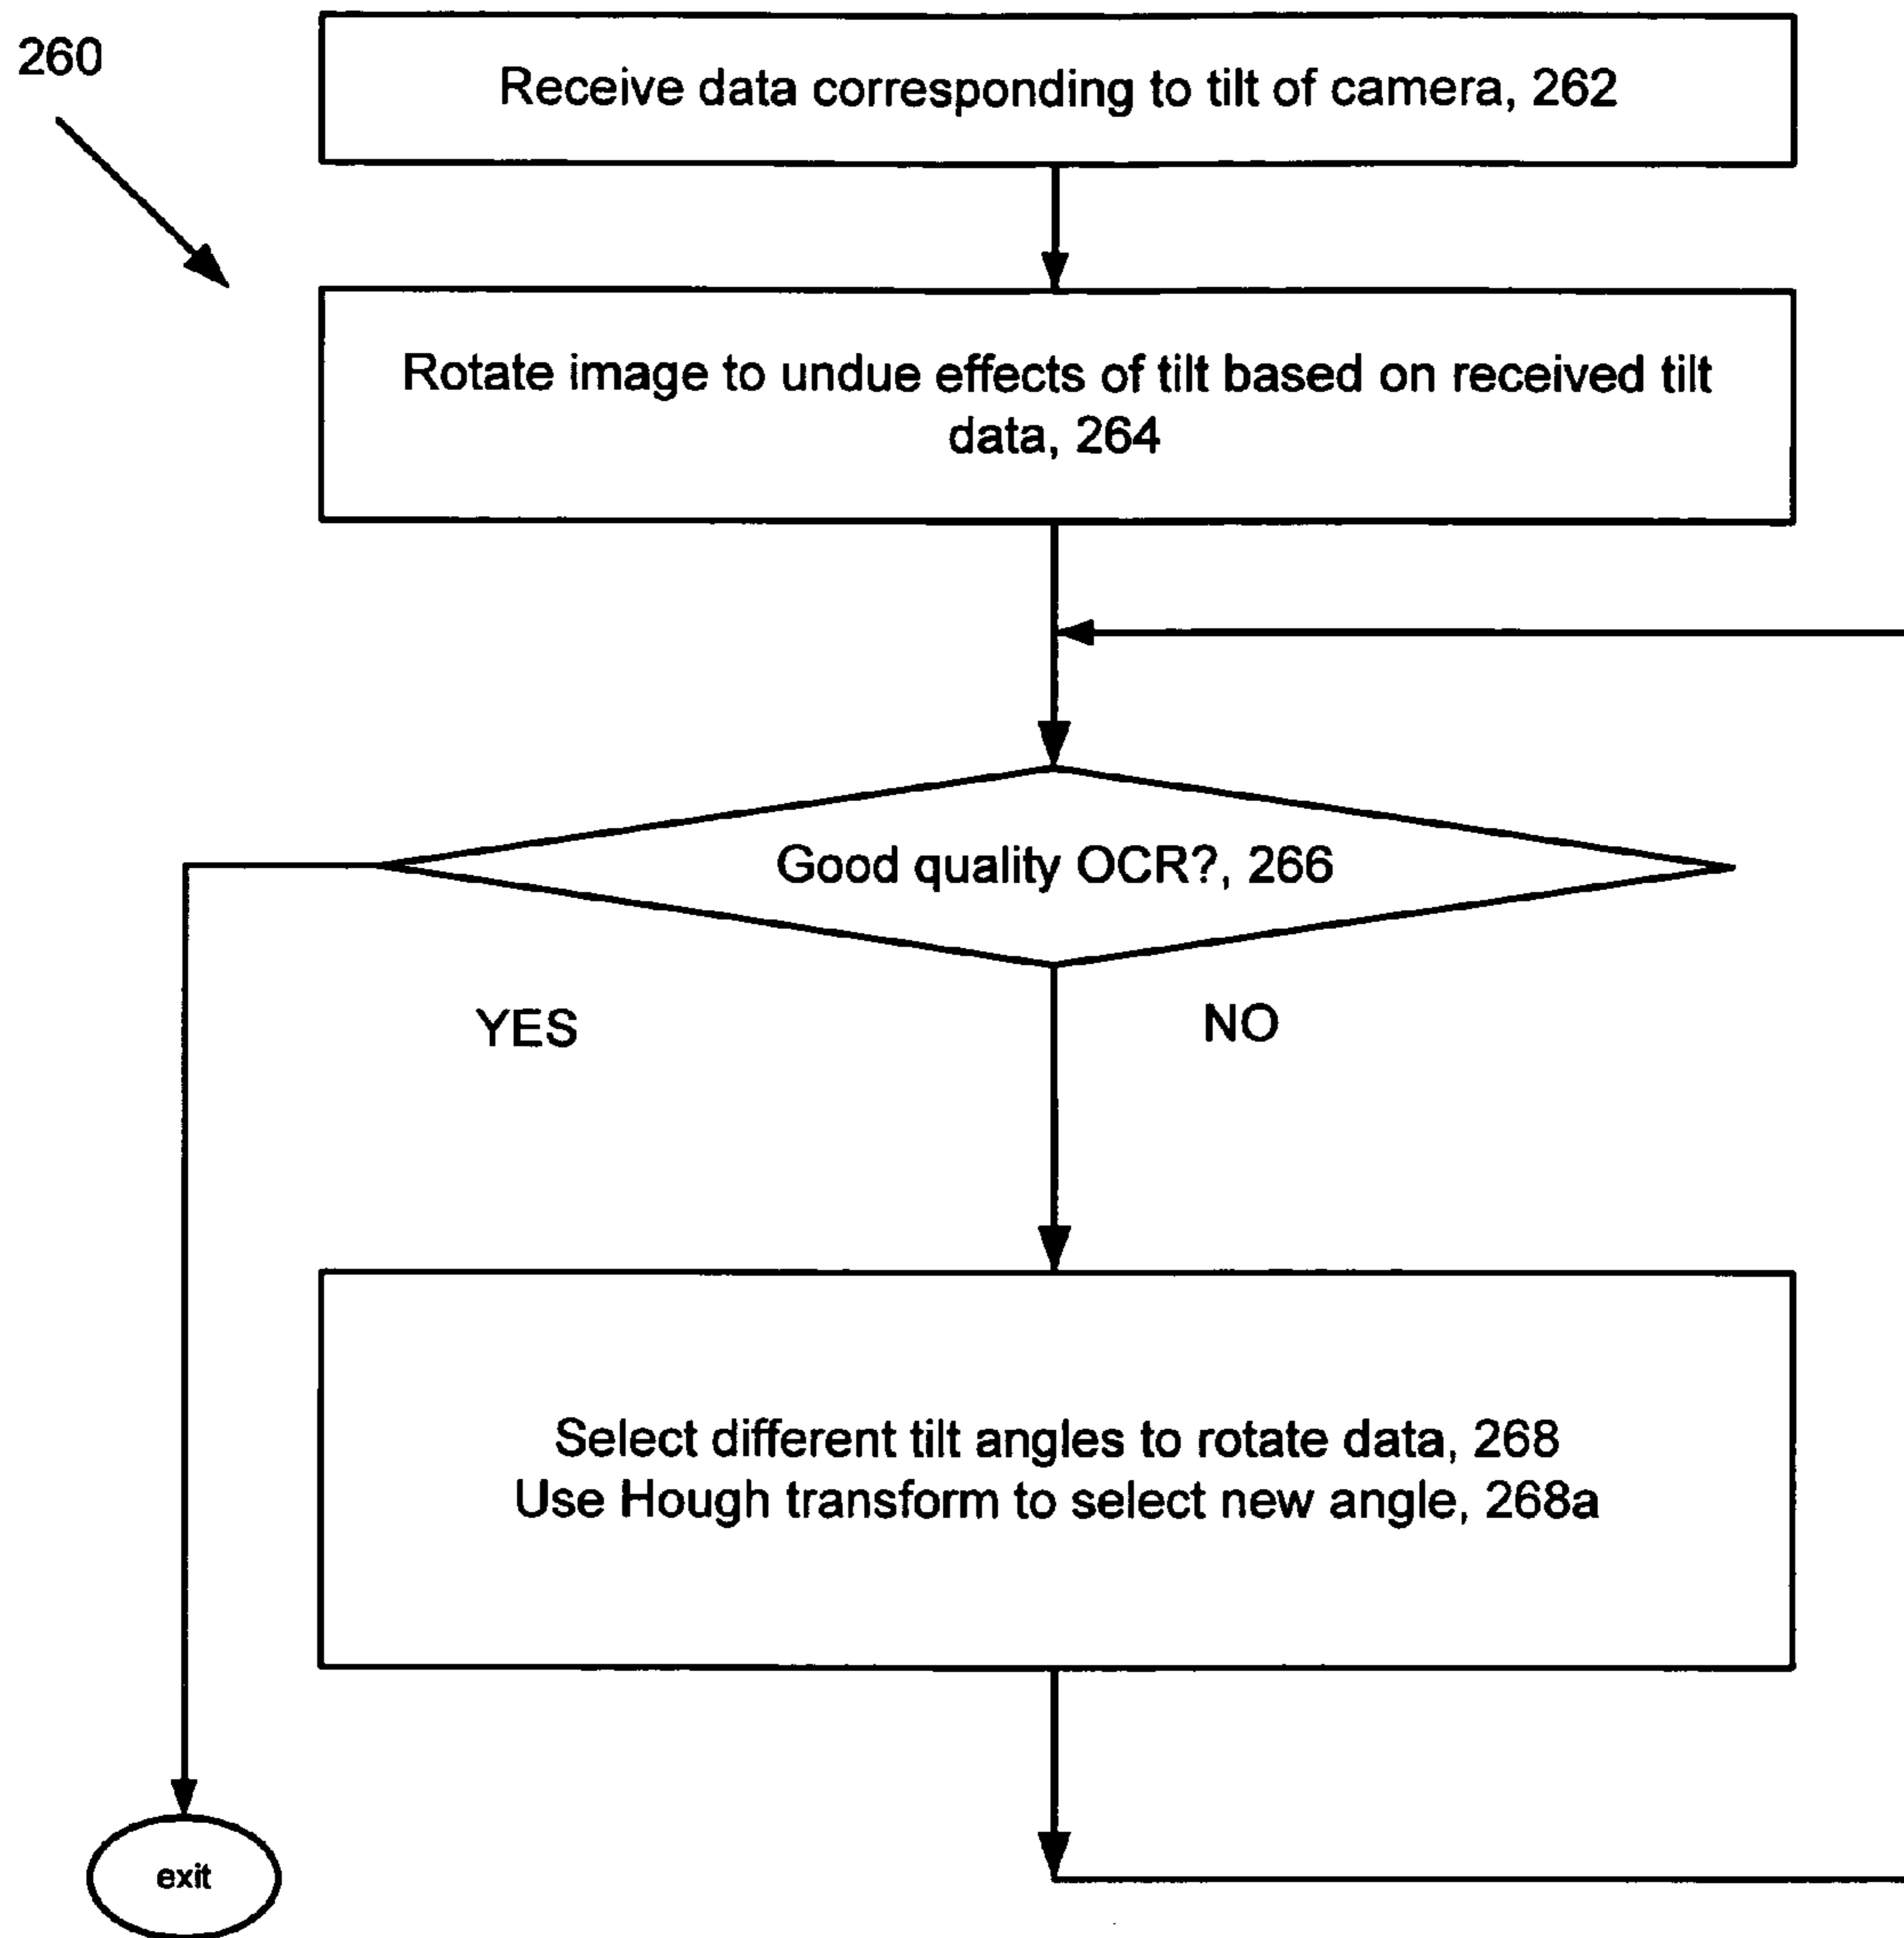 260
Receive data corresponding to tilt of camera, 262
Rotate image to undue effects of tilt based on received tilt
data, 264
Good quality OCR?, 266
YES
NO
Select different tilt angles to rotate data, 268
Use Hough transform to select new angle, 268a
exit